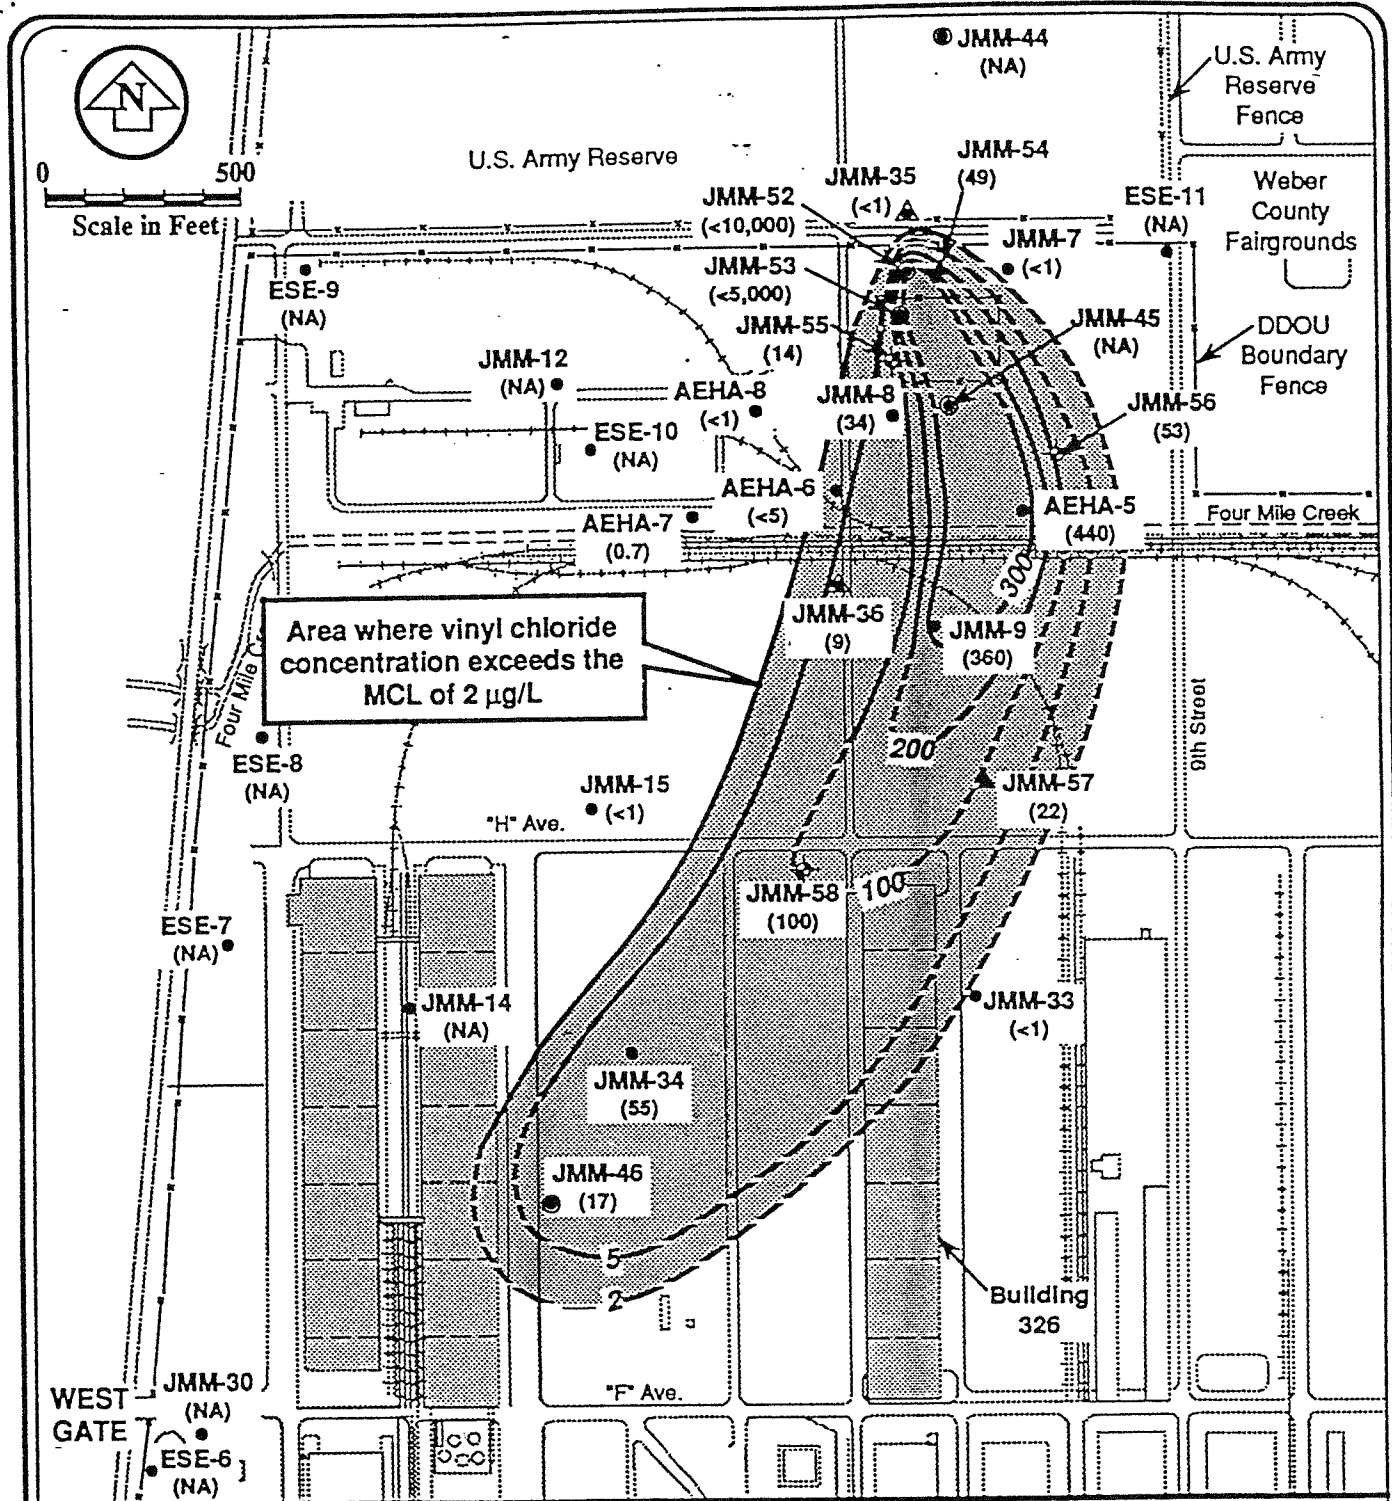 JMM-44
(NA)
U.S. Army
Reserve
Fence
N
0 500
Scale in Feet
U.S. Army Reserve
JMM-54
(49)
JMM-35
(<1)
JMM-52
(<10,000)
ESE-11
(NA)
Weber
County
Fairgrounds
JMM-7
(<1)
JMM-53
(<5,000)
ESE-9
(NA)
JMM-55
(14)
JMM-45
(NA)
DDOU
Boundary
Fence
JMM-12
(NA)
AEHA-8
(<1)
JMM-8
(34)
JMM-56
(53)
ESE-10
(NA)
AEHA-6
(<5)
AEHA-5
(440)
Four Mile Creek
AEHA-7
(0.7)
300
JMM-36
(9)
JMM-9
(360)
Area where vinyl chloride
concentration exceeds the
MCL of 2 µg/L
Four Mile
9th Street
200
ESE-8
(NA)
JMM-15
(<1)
JMM-57
(22)
"H" Ave.
JMM-58
(100)
100
ESE-7
(NA)
JMM-14
(NA)
JMM-33
(<1)
JMM-34
(55)
JMM-46
(17)
5
2
Building
326
"F" Ave.
WEST
GATE
JMM-30
(NA)
ESE-6
(NA)